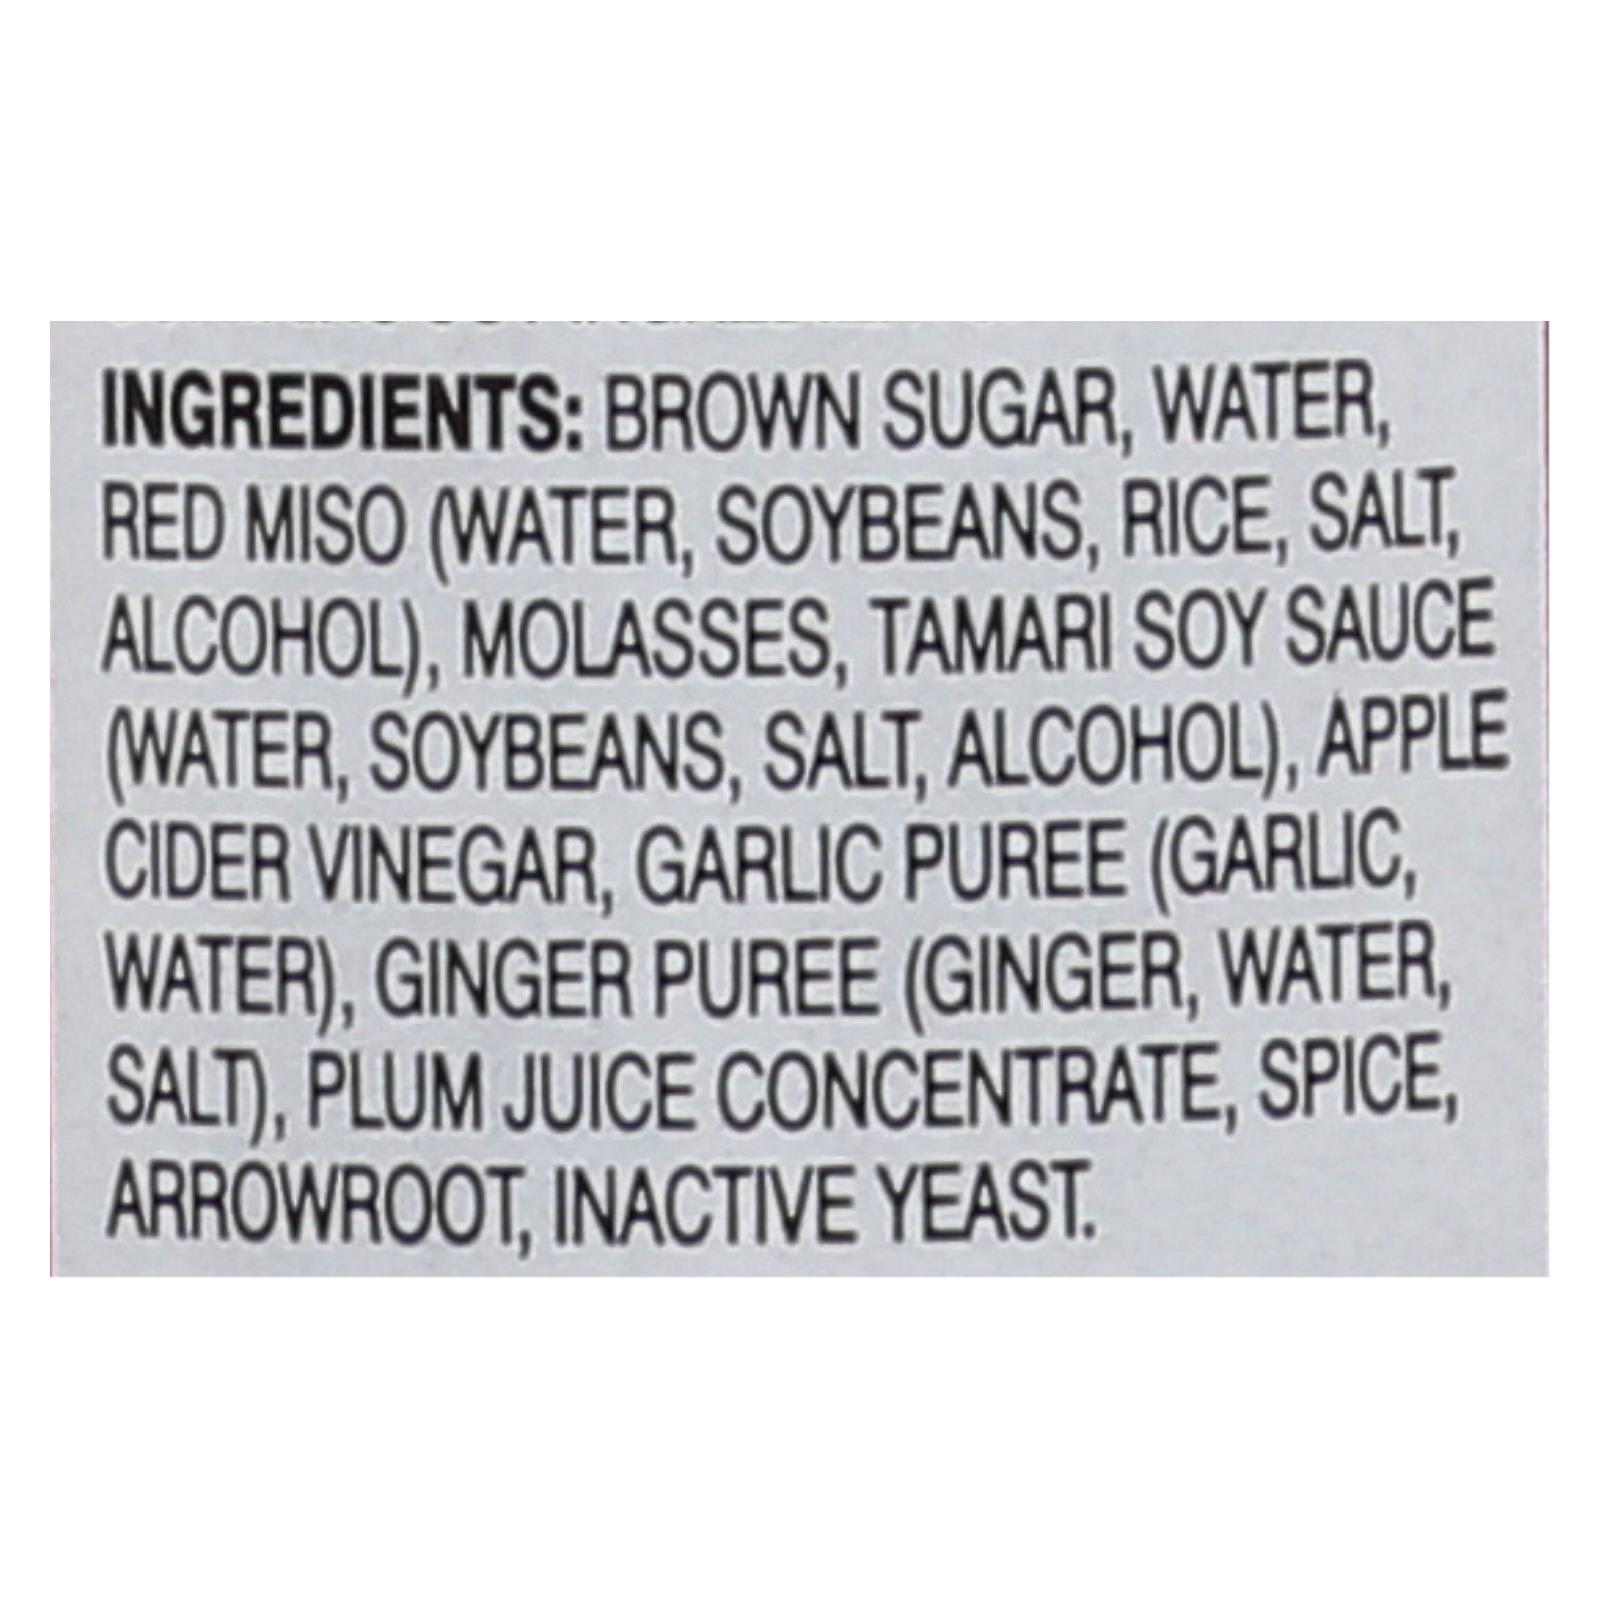 INGREDIENTS: BROWN SUGAR, WATER,
RED MISO (WATER, SOYBEANS, RICE, SALT,
ALCOHOL), MOLASSES, TAMARI SOY SAUCE
(WATER, SOYBEANS, SALT, ALCOHOL), APPLE
CIDER VINEGAR, GARLIC PUREE (GARLIC,
WATER), GINGER PUREE (GINGER, WATER,
SALT), PLUM JUICE CONCENTRATE, SPICE,
ARROWROOT, INACTIVE YEAST.